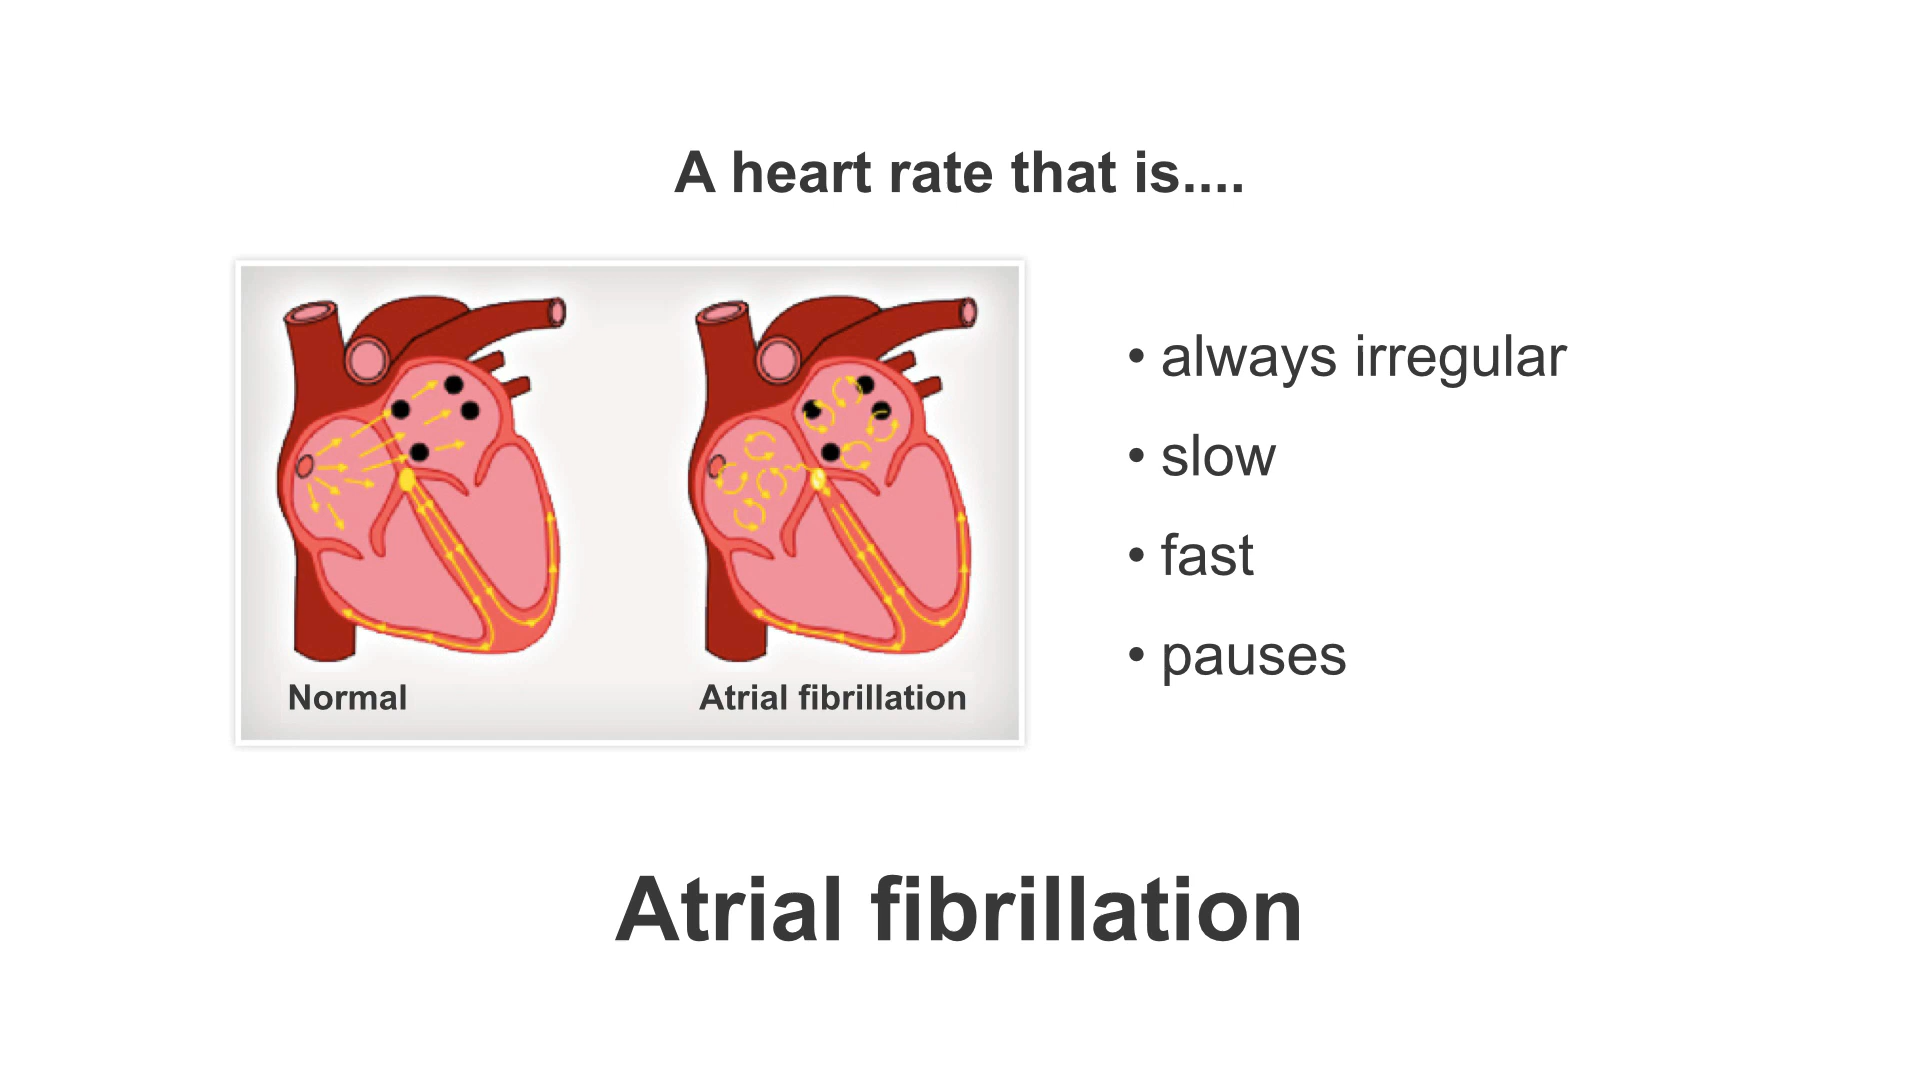 A heart rate that is....
Normal
Atrial fibrillation
• always irregular
• slow
• fast
• pauses
Atrial fibrillation